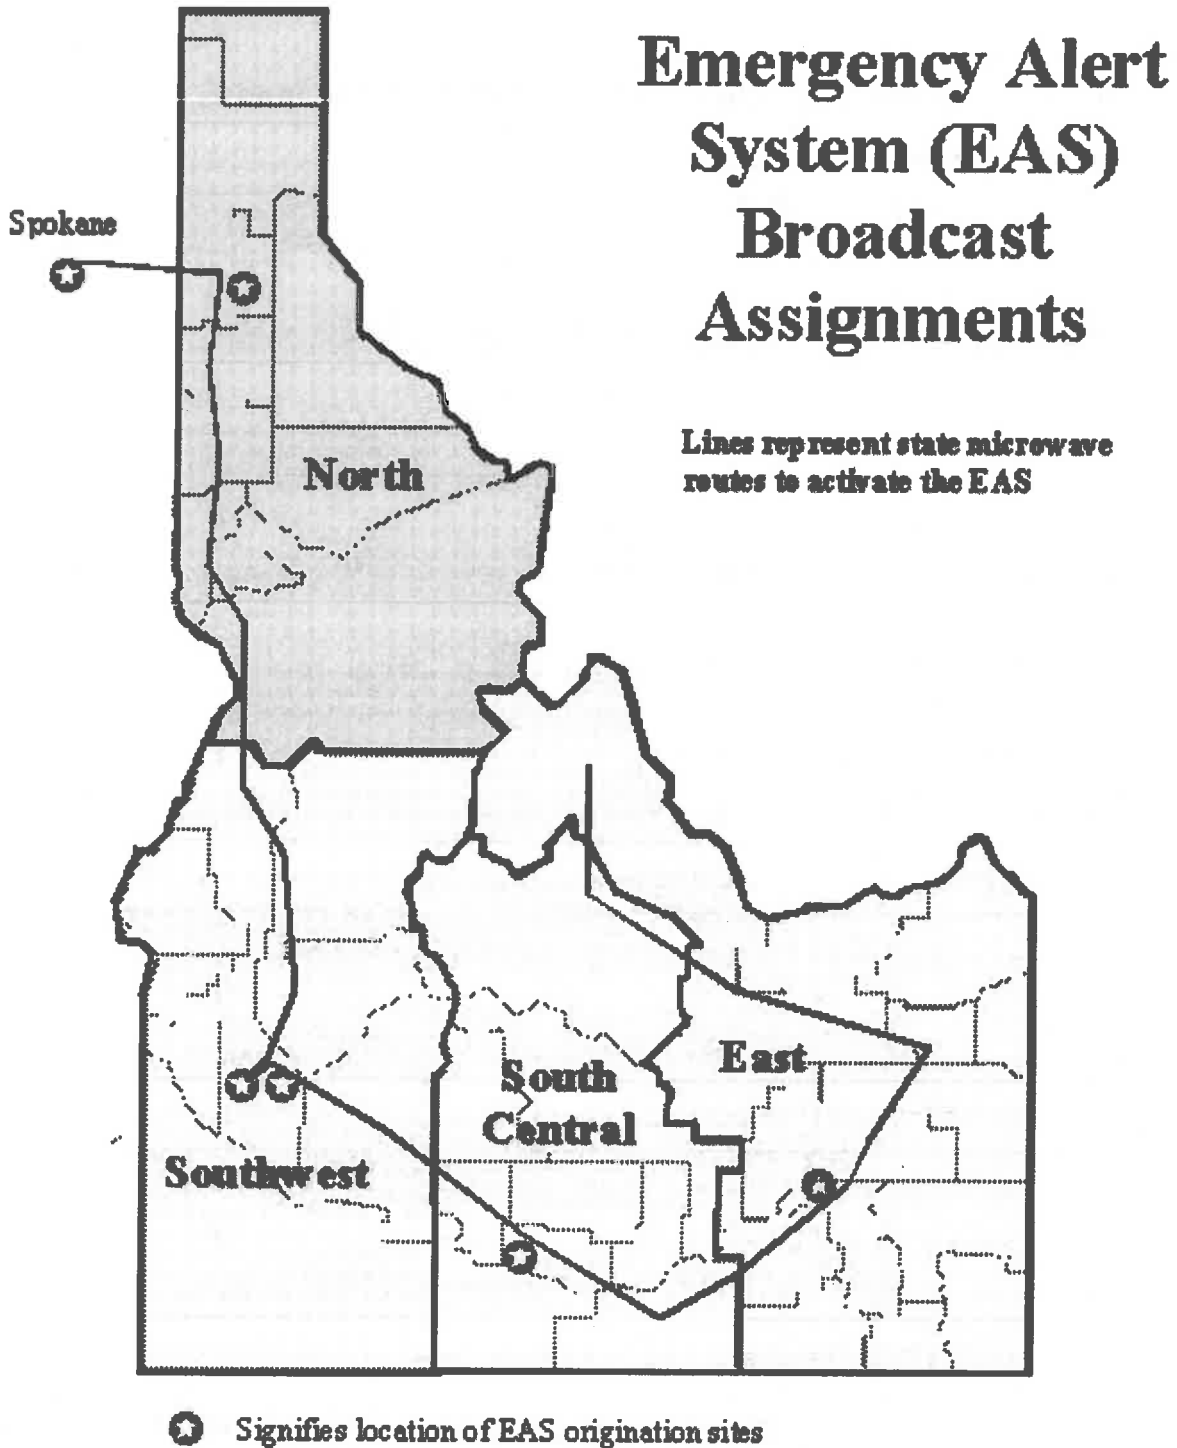 Emergency Alert
System (EAS)
Broadcast
Assignments
Spokane
Lines represent state microwave
routes to activate the EAS
North
East
South
Central
Southwest
Signifies location of EAS origination sites